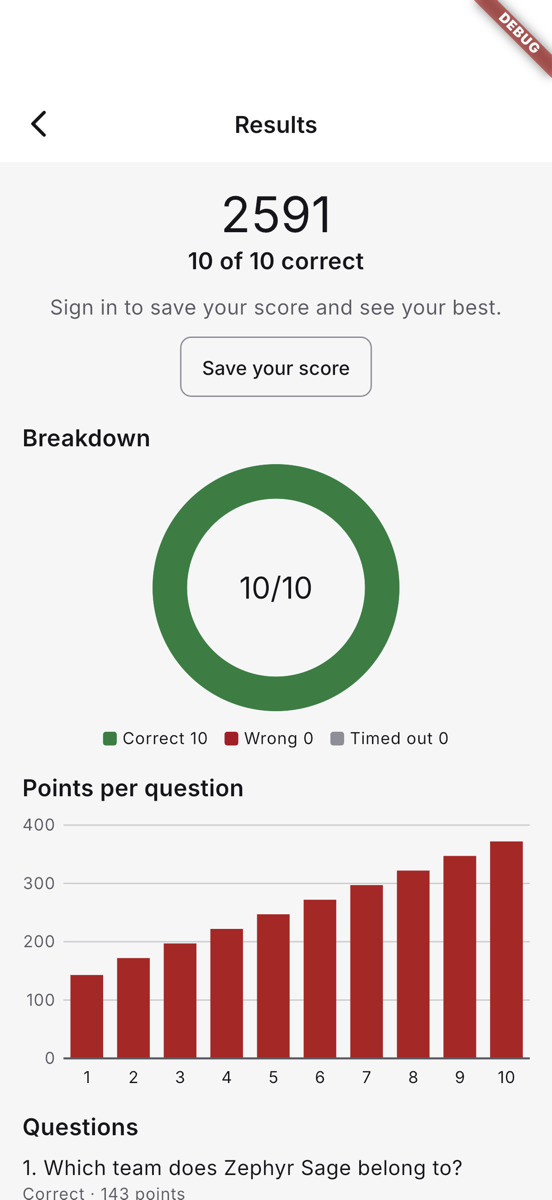 DEBUG
Results
2591
10 of 10 correct
Sign in to save your score and see your best.
Save your score
Breakdown
10/10
Correct 10 Wrong 0 Timed out 0
Points per question
400
300
200
100
0
1 2 3 4 5 6 7 8 9 10
Questions
1. Which team does Zephyr Sage belong to?
Correct · 143 points